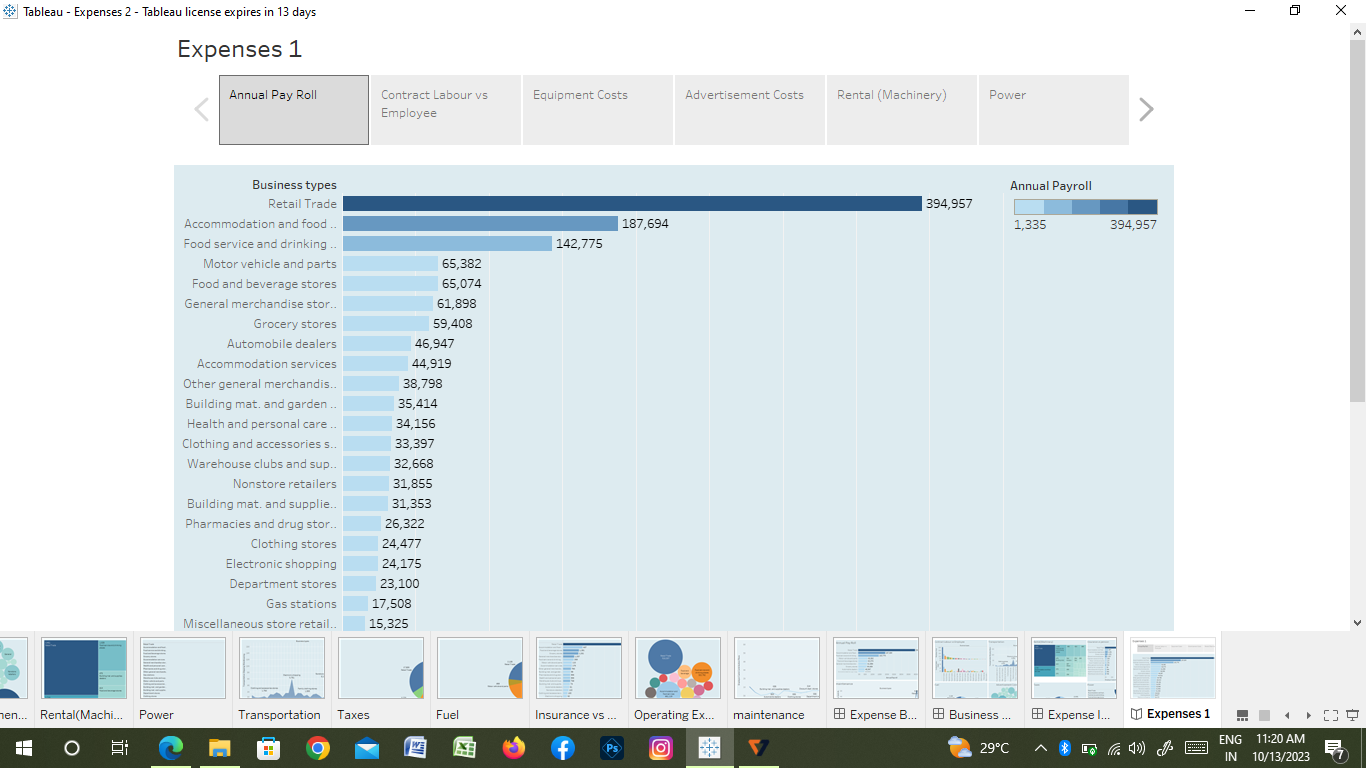 Tableau - Expenses 2 - Tableau license expires in 13 days
Expenses 1
Annual Pay Roll
Contract Labour vs
Employee
Equipment Costs
Advertisement Costs
Rental (Machinery)
Power
Business types
Annual Payroll
1,335 394,957
Retail Trade 394,957
Accommodation and food .. 187,694
Food service and drinking .. 142,775
Motor vehicle and parts 65,382
Food and beverage stores 65,074
General merchandise stor.. 61,898
Grocery stores 59,408
Automobile dealers 46,947
Accommodation services 44,919
Other general merchandis.. 38,798
Building mat. and garden .. 35,414
Health and personal care .. 34,156
Clothing and accessories s.. 33,397
Warehouse clubs and sup.. 32,668
Nonstore retailers 31,855
Building mat. and supplie.. 31,353
Pharmacies and drug stor.. 26,322
Clothing stores 24,477
Electronic shopping 24,175
Department stores 23,100
Gas stations 17,508
Miscellaneous store retail.. 15,325
nen... Rental(Machi... Power Transportation Taxes Fuel Insurance vs ... Operating Ex... maintenance Expense B... Business ... Expense I... Expenses 1
29°C
ENG
IN
11:20 AM
10/13/2023
7